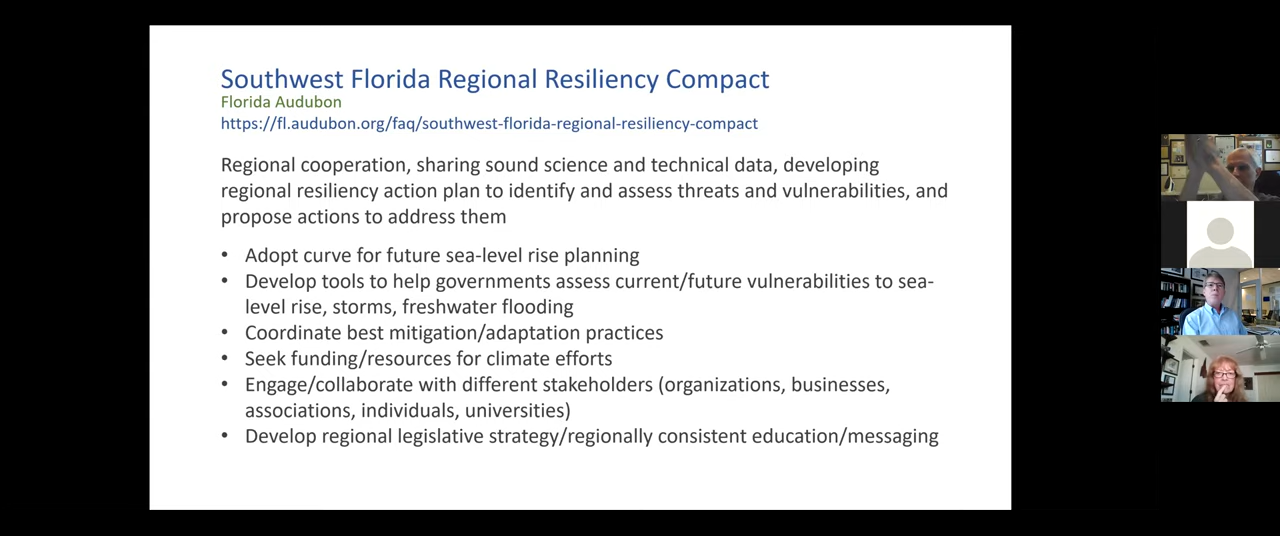 Southwest Florida Regional Resiliency Compact
Florida Audubon
https://fl.audubon.org/faq/southwest-florida-regional-resiliency-compact
Regional cooperation, sharing sound science and technical data, developing
regional resiliency action plan to identify and assess threats and vulnerabilities, and
propose actions to address them
• Adopt curve for future sea-level rise planning
• Develop tools to help governments assess current/future vulnerabilities to sea-
level rise, storms, freshwater flooding
• Coordinate best mitigation/adaptation practices
• Seek funding/resources for climate efforts
• Engage/collaborate with different stakeholders (organizations, businesses,
associations, individuals, universities)
• Develop regional legislative strategy/regionally consistent education/messaging